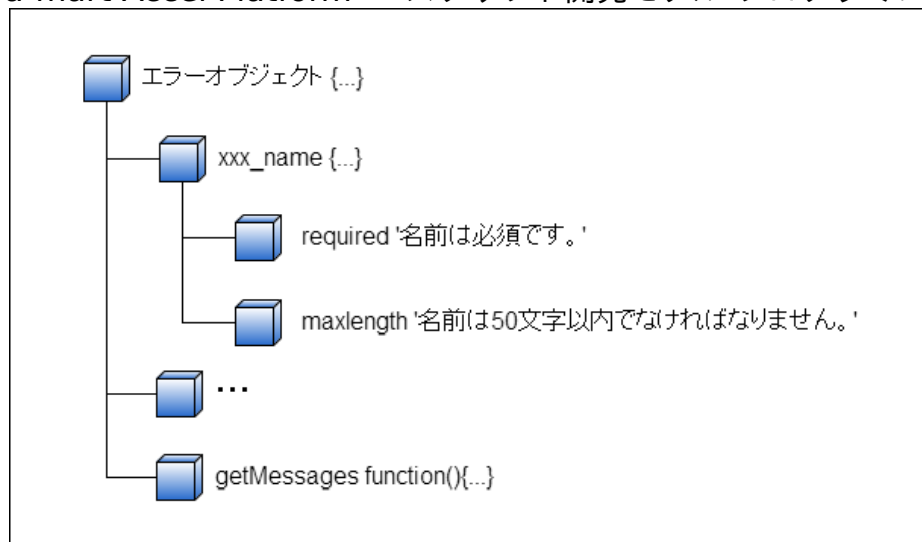 エラーオブジェクト {...}
xxx_name {...}
required '名前は必須です。'
maxlength '名前は50文字以内でなければなりません。'
...
getMessages function(){...}